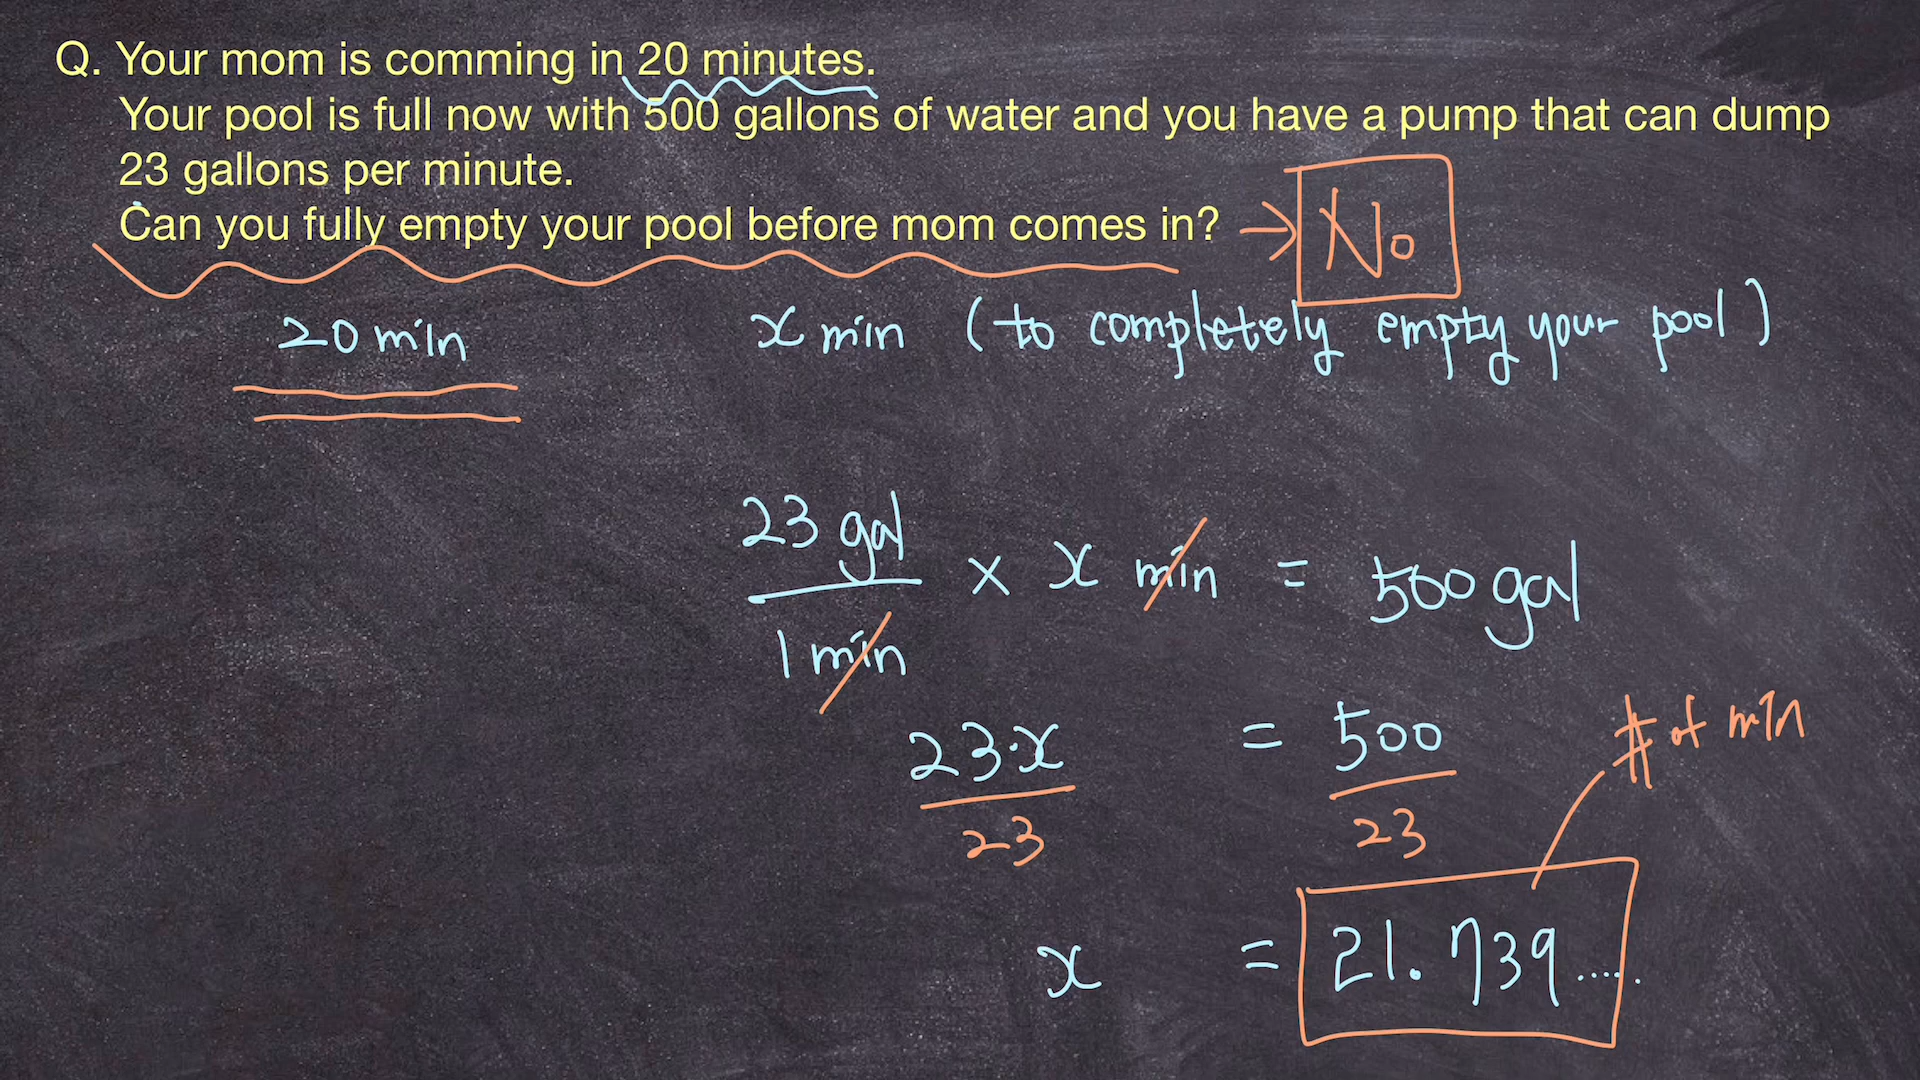 Q. Your mom is comming in 20 minutes.
Your pool is full now with 500 gallons of water and you have a pump that can dump
23 gallons per minute.
Can you fully empty your pool before mom comes in? → No
20 min
x min (to completely empty your pool)
23 gal
× x min = 500 gal
1 min
23·x = 500
# of min
23 23
x = 21.739.....